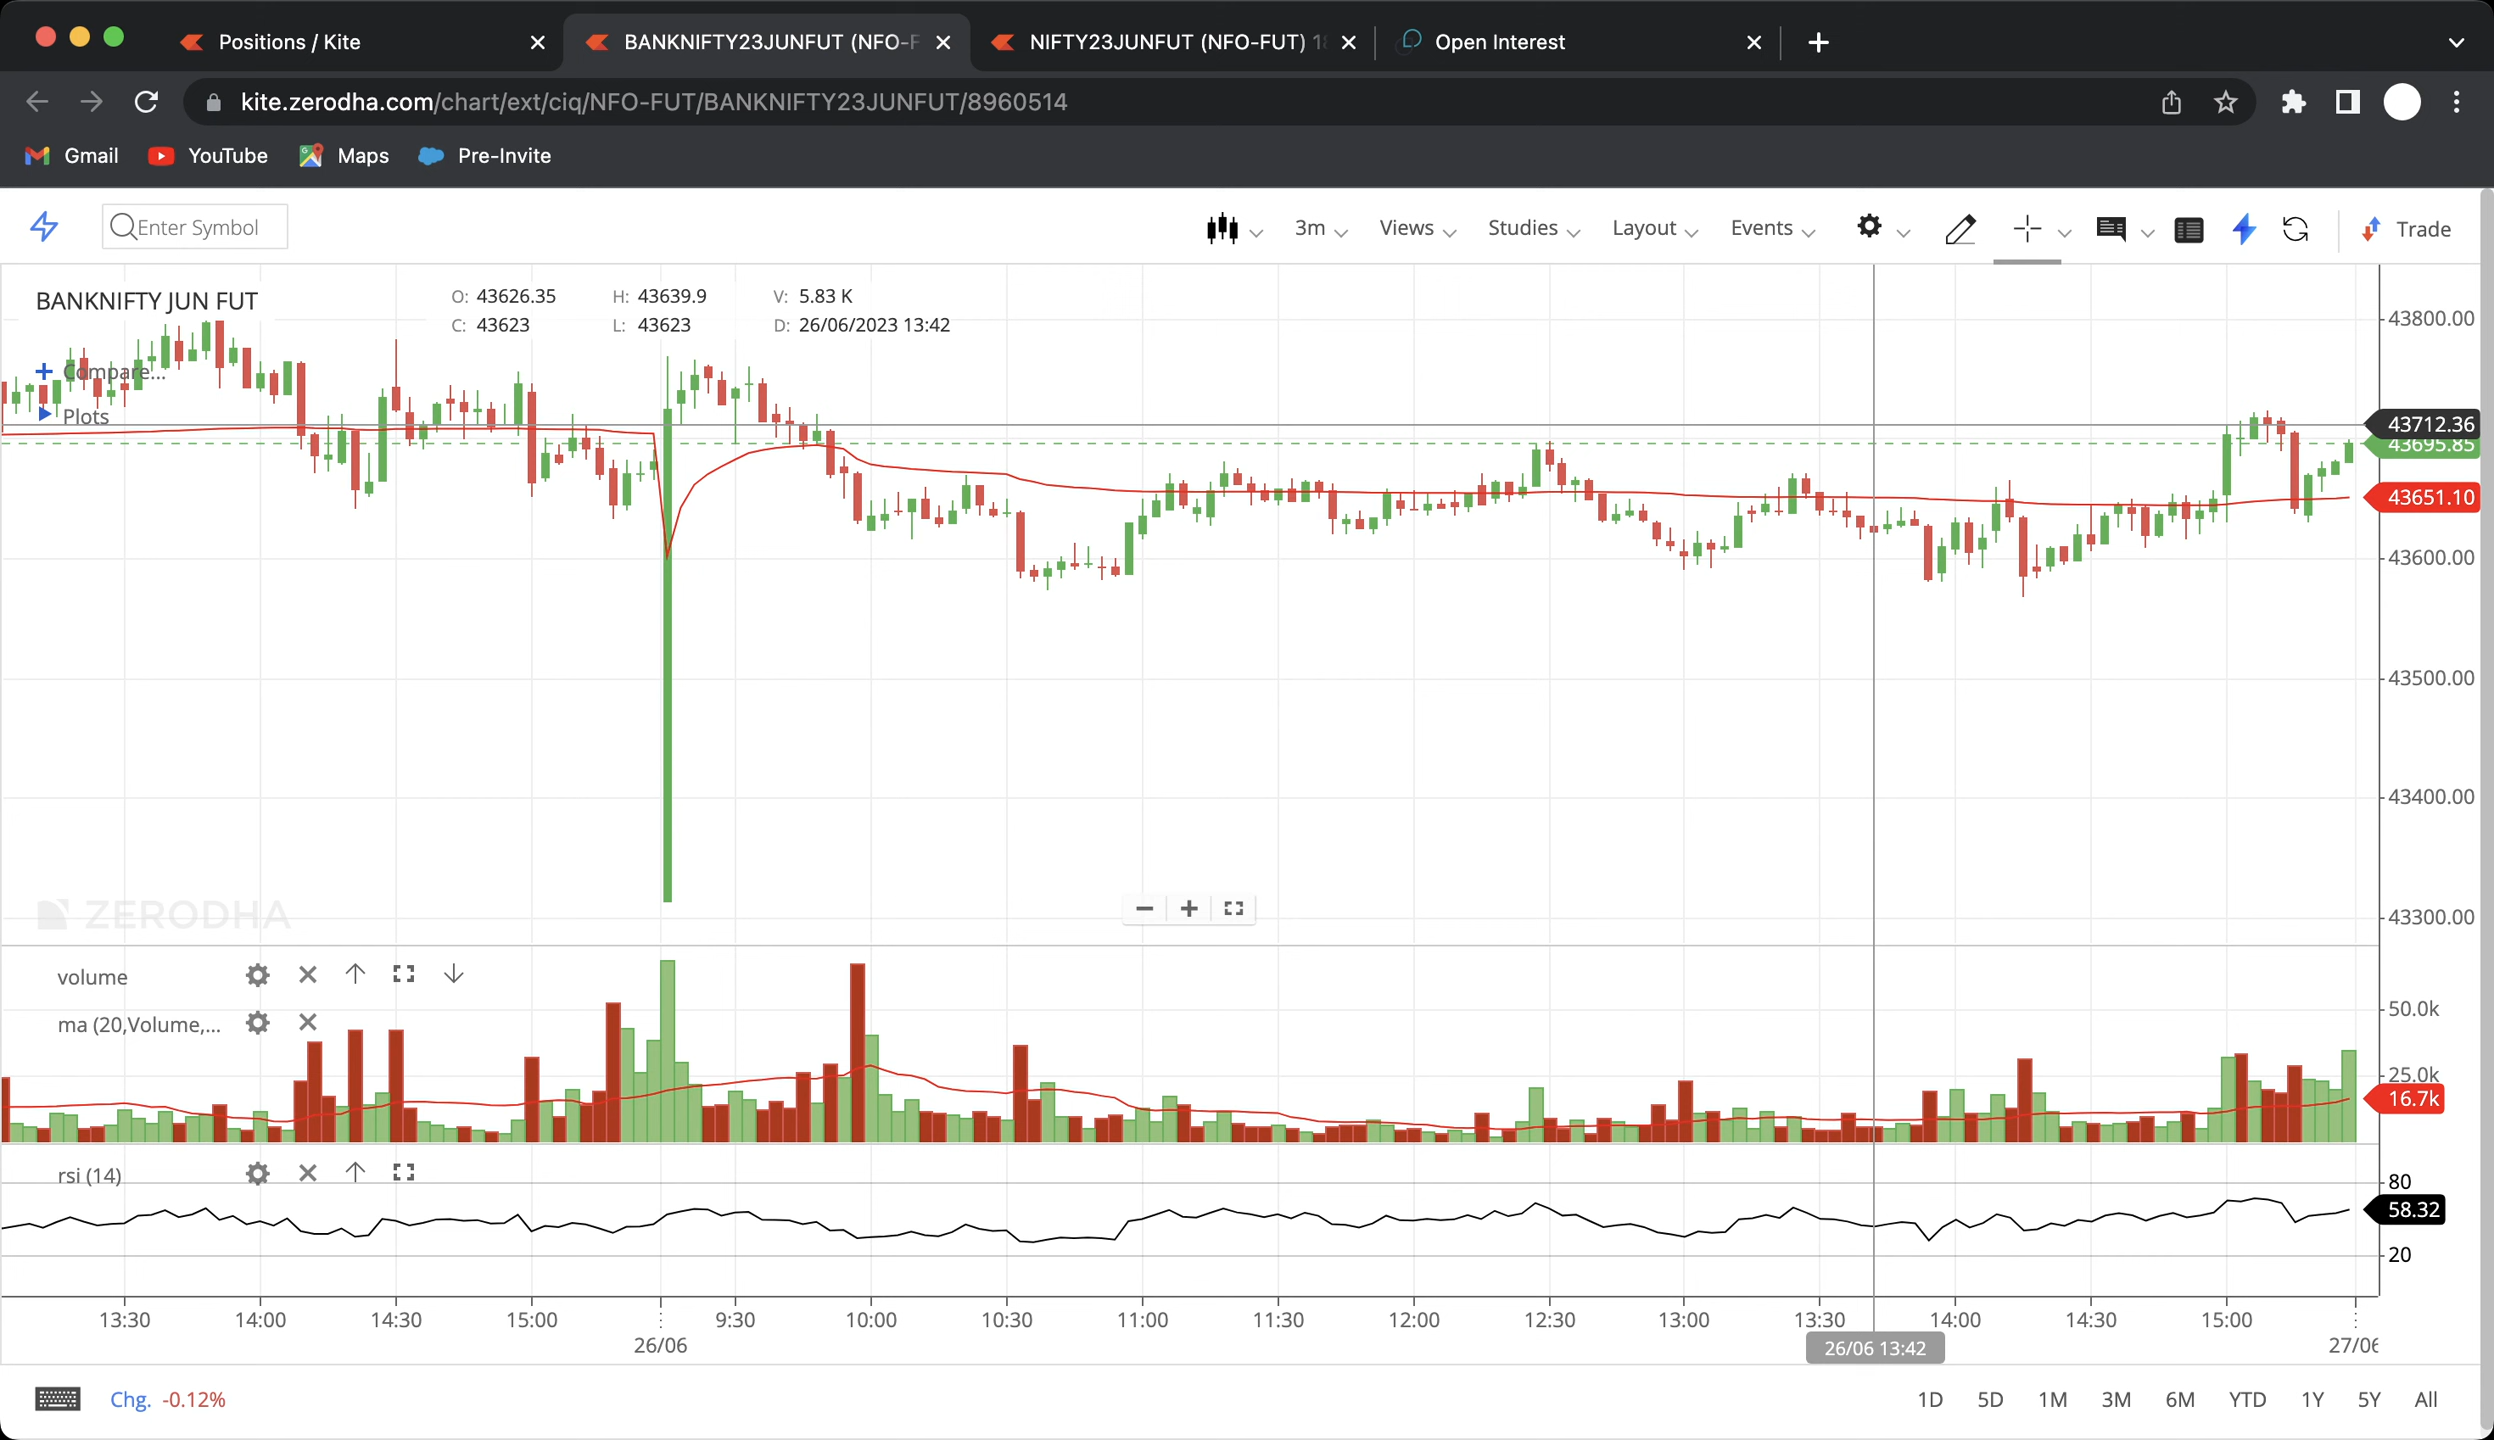 Positions / Kite
BANKNIFTY23JUNFUT (NFO-F
NIFTY23JUNFUT (NFO-FUT) 18
Open Interest
kite.zerodha.com/chart/ext/ciq/NFO-FUT/BANKNIFTY23JUNFUT/8960514
Gmail YouTube Maps Pre-Invite
Enter Symbol
3m Views Studies Layout Events Trade
BANKNIFTY JUN FUT
O: 43626.35 H: 43639.9 V: 5.83 K
C: 43623 L: 43623 D: 26/06/2023 13:42
Compare...
Plots
43800.00
43712.36
43695.85
43651.10
43600.00
43500.00
43400.00
43300.00
ZERODHA
volume
ma (20,Volume,...
50.0k
25.0k
16.7k
rsi (14)
80
58.32
20
13:30 14:00 14:30 15:00 9:30 10:00 10:30 11:00 11:30 12:00 12:30 13:00 13:30 14:00 14:30 15:00
26/06 26/06 13:42 27/06
Chg. -0.12%
1D 5D 1M 3M 6M YTD 1Y 5Y All